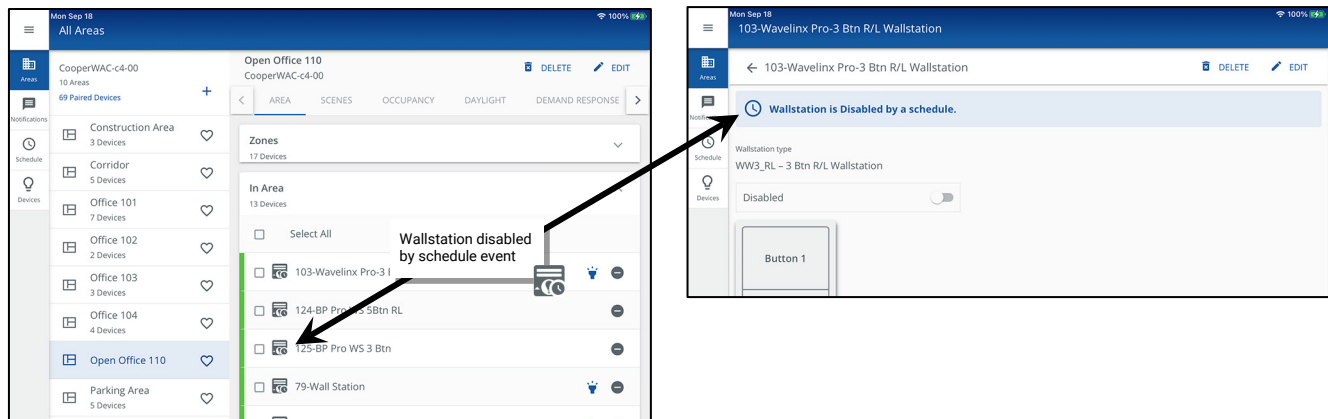 Mon Sep 18
100%
All Areas
Areas
Notifications
Schedule
Devices
CooperWAC-c4-00
10 Areas
69 Paired Devices
+
Construction Area
3 Devices
Corridor
5 Devices
Office 101
7 Devices
Office 102
2 Devices
Office 103
3 Devices
Office 104
4 Devices
Open Office 110
Parking Area
5 Devices
Open Office 110
CooperWAC-c4-00
DELETE
EDIT
AREA SCENES OCCUPANCY DAYLIGHT DEMAND RESPONSE
Zones
17 Devices
In Area
13 Devices
Select All
Wallstation disabled
by schedule event
103-Wavelinx Pro-3
124-BP Pro WS 5Btn RL
125-BP Pro WS 3 Btn
79-Wall Station
Mon Sep 18
100%
103-Wavelinx Pro-3 Btn R/L Wallstation
Areas
Schedule
Devices
103-Wavelinx Pro-3 Btn R/L Wallstation
DELETE
EDIT
Wallstation is Disabled by a schedule.
Wallstation type
WW3_RL – 3 Btn R/L Wallstation
Disabled
Button 1